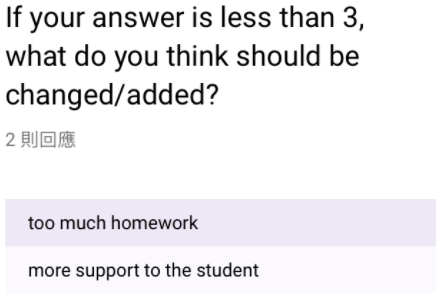 If your answer is less than 3,
what do you think should be
changed/added?
2 則回應
too much homework
more support to the student